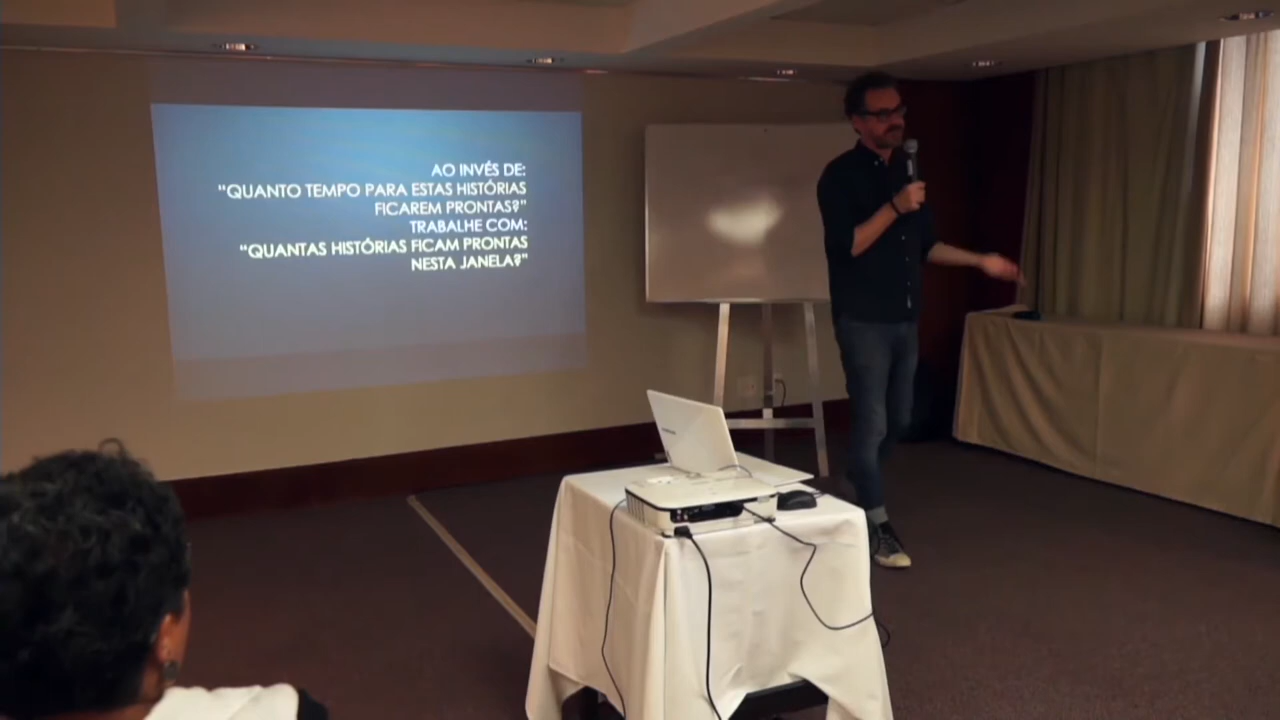 AO INVÉS DE:
“QUANTO TEMPO PARA ESTAS HISTÓRIAS
FICAREM PRONTAS?”
TRABALHE COM:
“QUANTAS HISTÓRIAS FICAM PRONTAS
NESTA JANELA?”